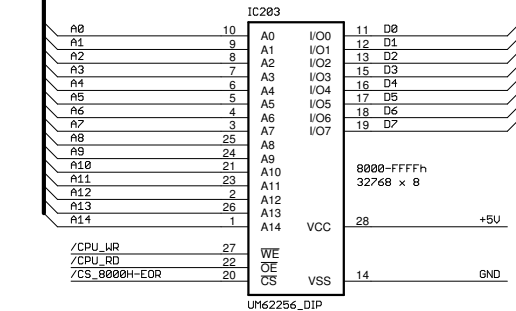 IC203
A0 10 A0 I/O0 11 D0
A1 9 A1 I/O1 12 D1
A2 8 A2 I/O2 13 D2
A3 7 A3 I/O3 15 D3
A4 6 A4 I/O4 16 D4
A5 5 A5 I/O5 17 D5
A6 4 A6 I/O6 18 D6
A7 3 A7 I/O7 19 D7
A8 25 A8
A9 24 A9
A10 21 A10 8000-FFFFh
A11 23 A11 32768 x 8
A12 2 A12
A13 26 A13
A14 1 A14 VCC 28 +5V
/CPU_WR 27 WE
/CPU_RD 22 OE
/CS_8000H-EOR 20 CS VSS 14 GND
UM62256_DIP